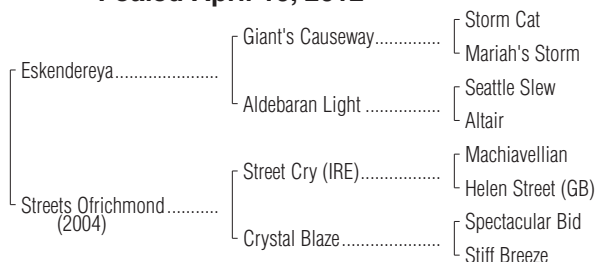 Foaled April 16, 2012
Storm Cat
Giant's Causeway..............
Mariah's Storm
Eskendereya......................
Seattle Slew
Aldebaran Light ................
Altair
Machiavellian
Street Cry (IRE).................
Helen Street (GB)
Streets Ofrichmond ...........
(2004)
Spectacular Bid
Crystal Blaze.....................
Stiff Breeze